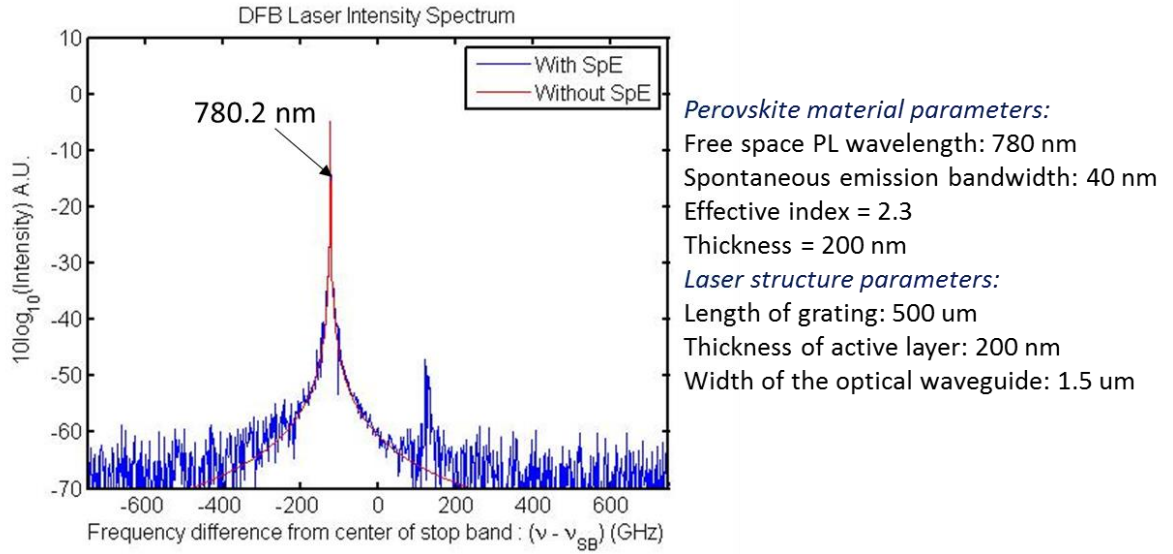 DFB Laser Intensity Spectrum
10
0
-10
-20
-30
-40
-50
-60
-70
10log10(Intensity) A.U.
With SpE
Without SpE
780.2 nm
-600 -400 -200 0 200 400 600
Frequency difference from center of stop band : (ν - νSB) (GHz)
Perovskite material parameters:
Free space PL wavelength: 780 nm
Spontaneous emission bandwidth: 40 nm
Effective index = 2.3
Thickness = 200 nm
Laser structure parameters:
Length of grating: 500 um
Thickness of active layer: 200 nm
Width of the optical waveguide: 1.5 um